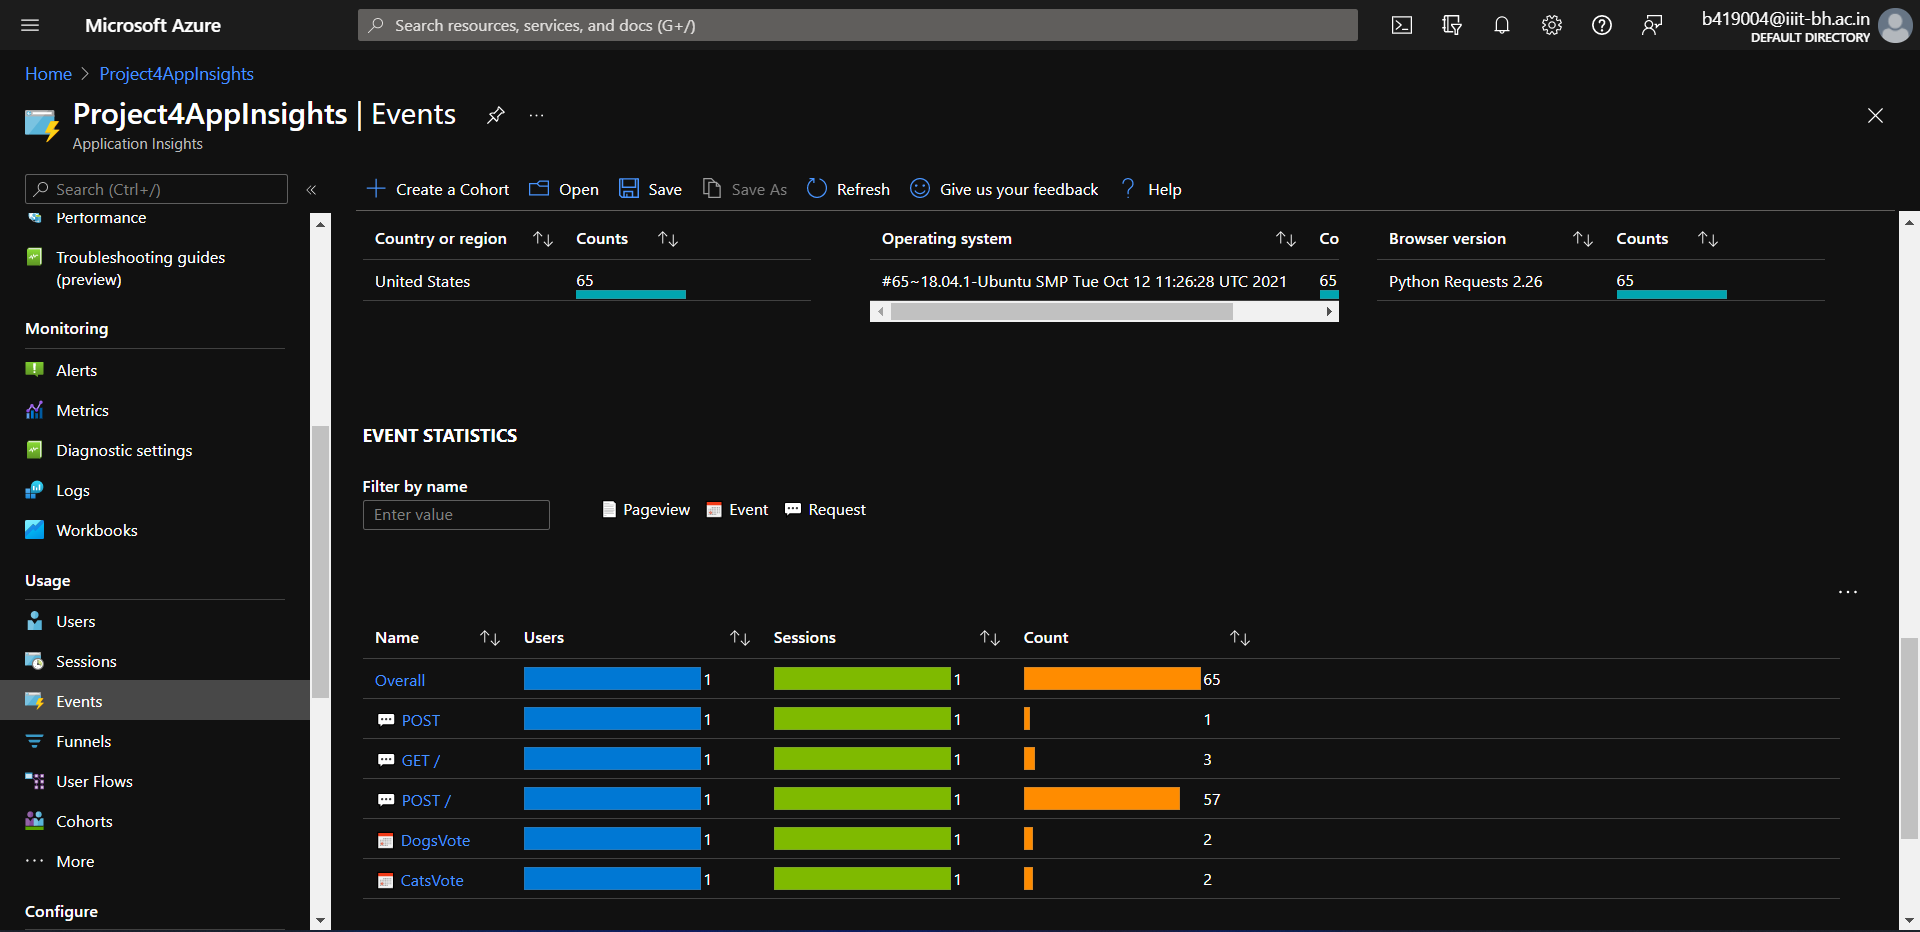 Microsoft Azure
Search resources, services, and docs (G+/)
b419004@iiit-bh.ac.in
DEFAULT DIRECTORY
Home > Project4AppInsights
Project4AppInsights | Events
Application Insights
Search (Ctrl+/)
Performance
Troubleshooting guides
(preview)
Monitoring
Alerts
Metrics
Diagnostic settings
Logs
Workbooks
Usage
Users
Sessions
Events
Funnels
User Flows
Cohorts
More
Configure
Create a Cohort Open Save Save As Refresh Give us your feedback Help
Country or region Counts
United States 65
Operating system Co
#65~18.04.1-Ubuntu SMP Tue Oct 12 11:26:28 UTC 2021 65
Browser version Counts
Python Requests 2.26 65
EVENT STATISTICS
Filter by name
Enter value
Pageview Event Request
Name Users Sessions Count
Overall 1 1 65
POST 1 1 1
GET / 1 1 3
POST / 1 1 57
DogsVote 1 1 2
CatsVote 1 1 2